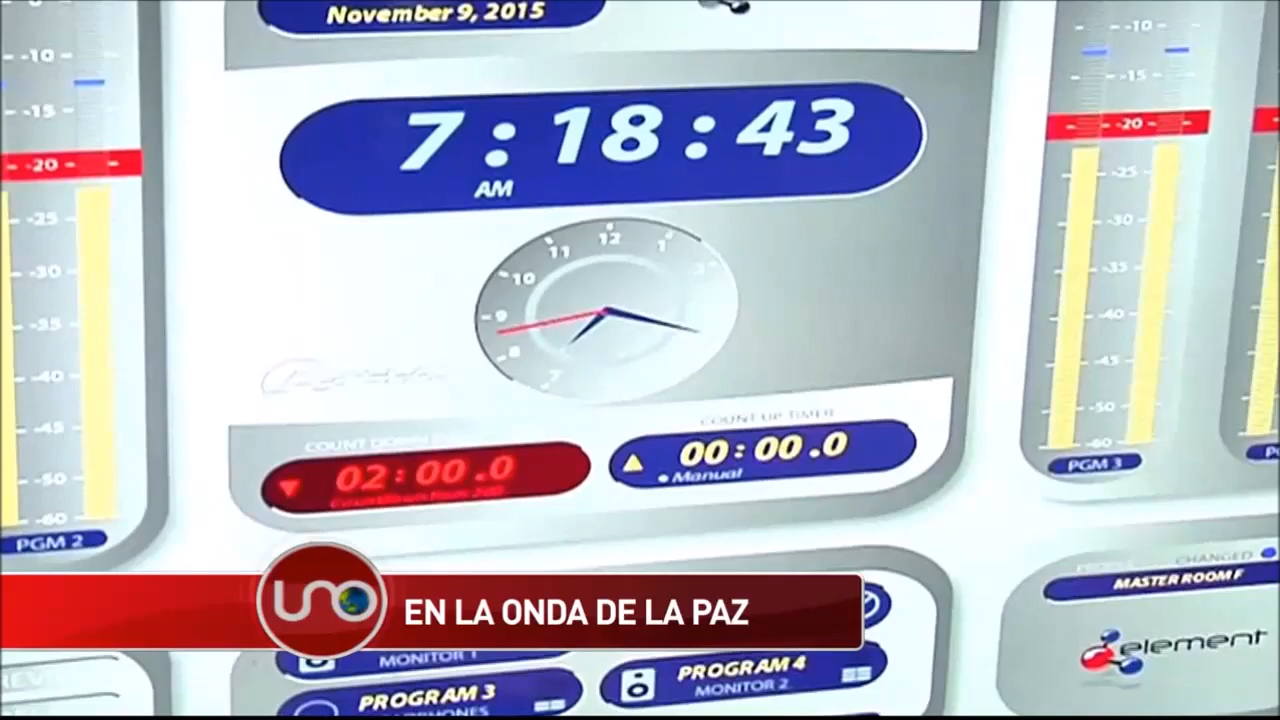 November 9, 2015
7:18:43
AM
-10 -
-15
-20
-25
-30
-35
-40
-45
-50
-60
PGM 2
12
1
2
11
10
9
8
7
COUNT DOWN
02:00.0
COUNT UP TIMER
00:00.0
Manual
-10
-15
-20
-25
-30
-35
-40
-45
-50
-60
PGM 3
CHANGED
MASTER ROOM F
element
UNO
EN LA ONDA DE LA PAZ
MONITOR 1
PROGRAM 3
PROGRAM 4
MONITOR 2